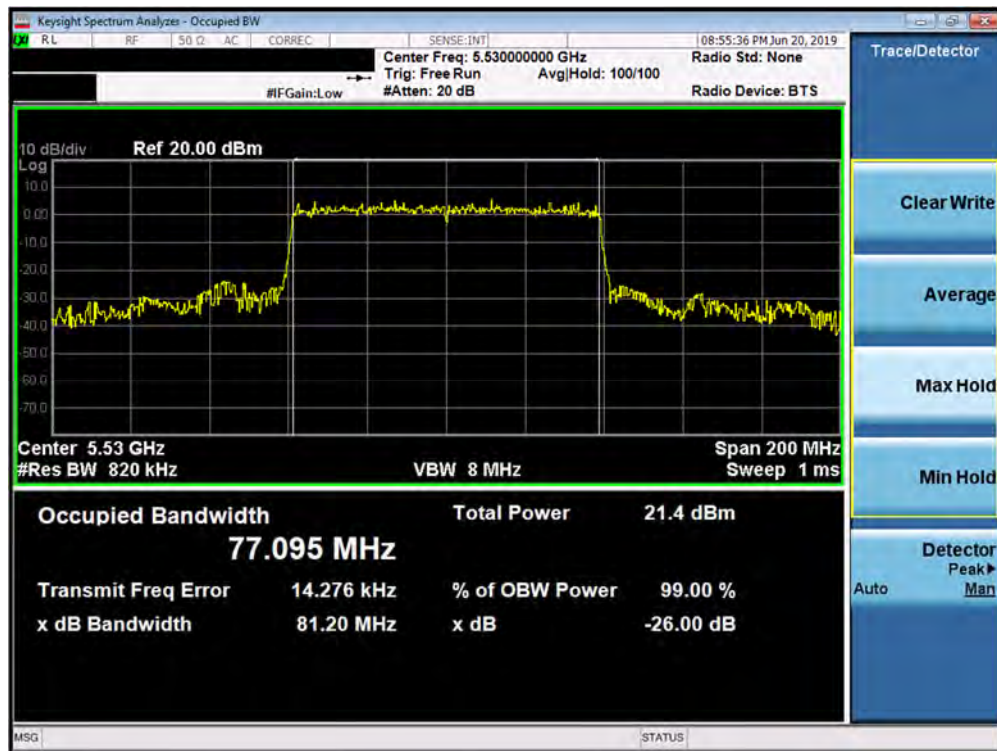 Keysight Spectrum Analyzer - Occupied BW
LXI RL RF 50 Ω AC CORREC SENSE:INT 08:55:36 PM Jun 20, 2019
Center Freq: 5.530000000 GHz Radio Std: None
Trig: Free Run Avg|Hold: 100/100
#IFGain:Low #Atten: 20 dB Radio Device: BTS
10 dB/div Ref 20.00 dBm
Log
10.0
0.00
-10.0
-20.0
-30.0
-40.0
-50.0
-60.0
-70.0
Center 5.53 GHz Span 200 MHz
#Res BW 820 kHz VBW 8 MHz Sweep 1 ms
Occupied Bandwidth Total Power 21.4 dBm
77.095 MHz
Transmit Freq Error 14.276 kHz % of OBW Power 99.00 %
x dB Bandwidth 81.20 MHz x dB -26.00 dB
MSG STATUS
Trace/Detector
Clear Write
Average
Max Hold
Min Hold
Detector
Peak▶
Auto Man